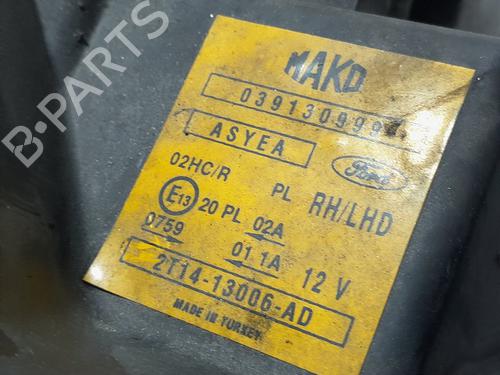 B-PARTS
MAKO
ASYEA
Ford
02HC/R PL RH/LHD
E13 20 PL 02A
0759 01 1A 12 V
2T14-13006-AD
MADE IN TURKEY